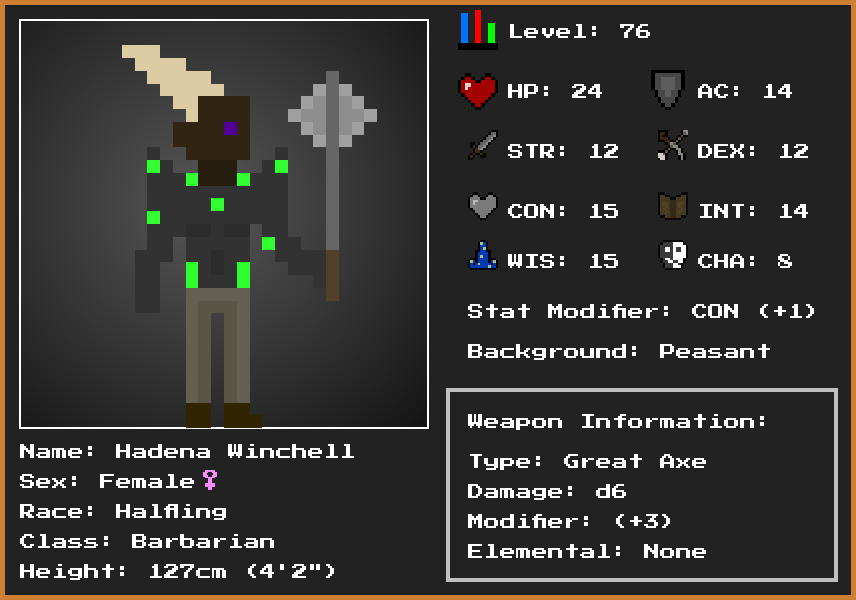 Level: 76
HP: 24
AC: 14
STR: 12
DEX: 12
CON: 15
INT: 14
WIS: 15
CHA: 8
Stat Modifier: CON (+1)
Background: Peasant
Weapon Information:
Type: Great Axe
Damage: d6
Modifier: (+3)
Elemental: None
Name: Hadena Winchell
Sex: Female♀
Race: Halfling
Class: Barbarian
Height: 127cm (4'2")